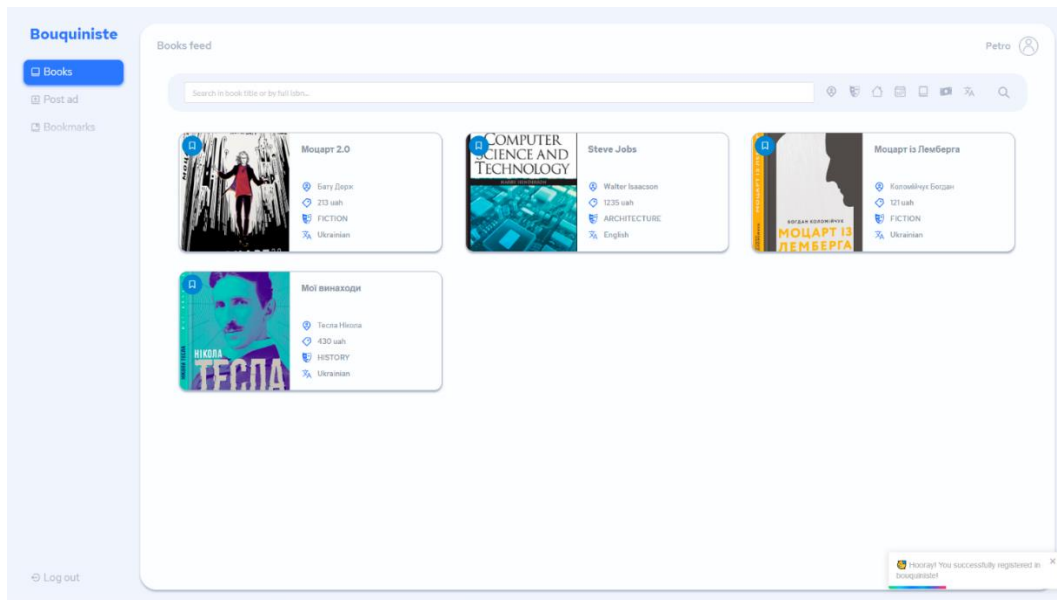 Bouquiniste
Books feed
Petro
Books
Post ad
Bookmarks
Search in book title or by full isbn...
Моцарт 2.0
Бату Дорж
213 uah
FICTION
Ukrainian
COMPUTER
SCIENCE AND
TECHNOLOGY
Steve Jobs
Walter Isaacson
1235 uah
ARCHITECTURE
English
БОГДАН КОЛОМІЙЧУК
МОЦАРТ ІЗ
ЛЕМБЕРГА
Моцарт із Лемберга
Коломійчук Богдан
121 uah
FICTION
Ukrainian
НІКОЛА
ТЕСЛА
Мої винаходи
Тесла Нікола
430 uah
HISTORY
Ukrainian
Log out
Hooray! You successfully registered in
bouquiniste!